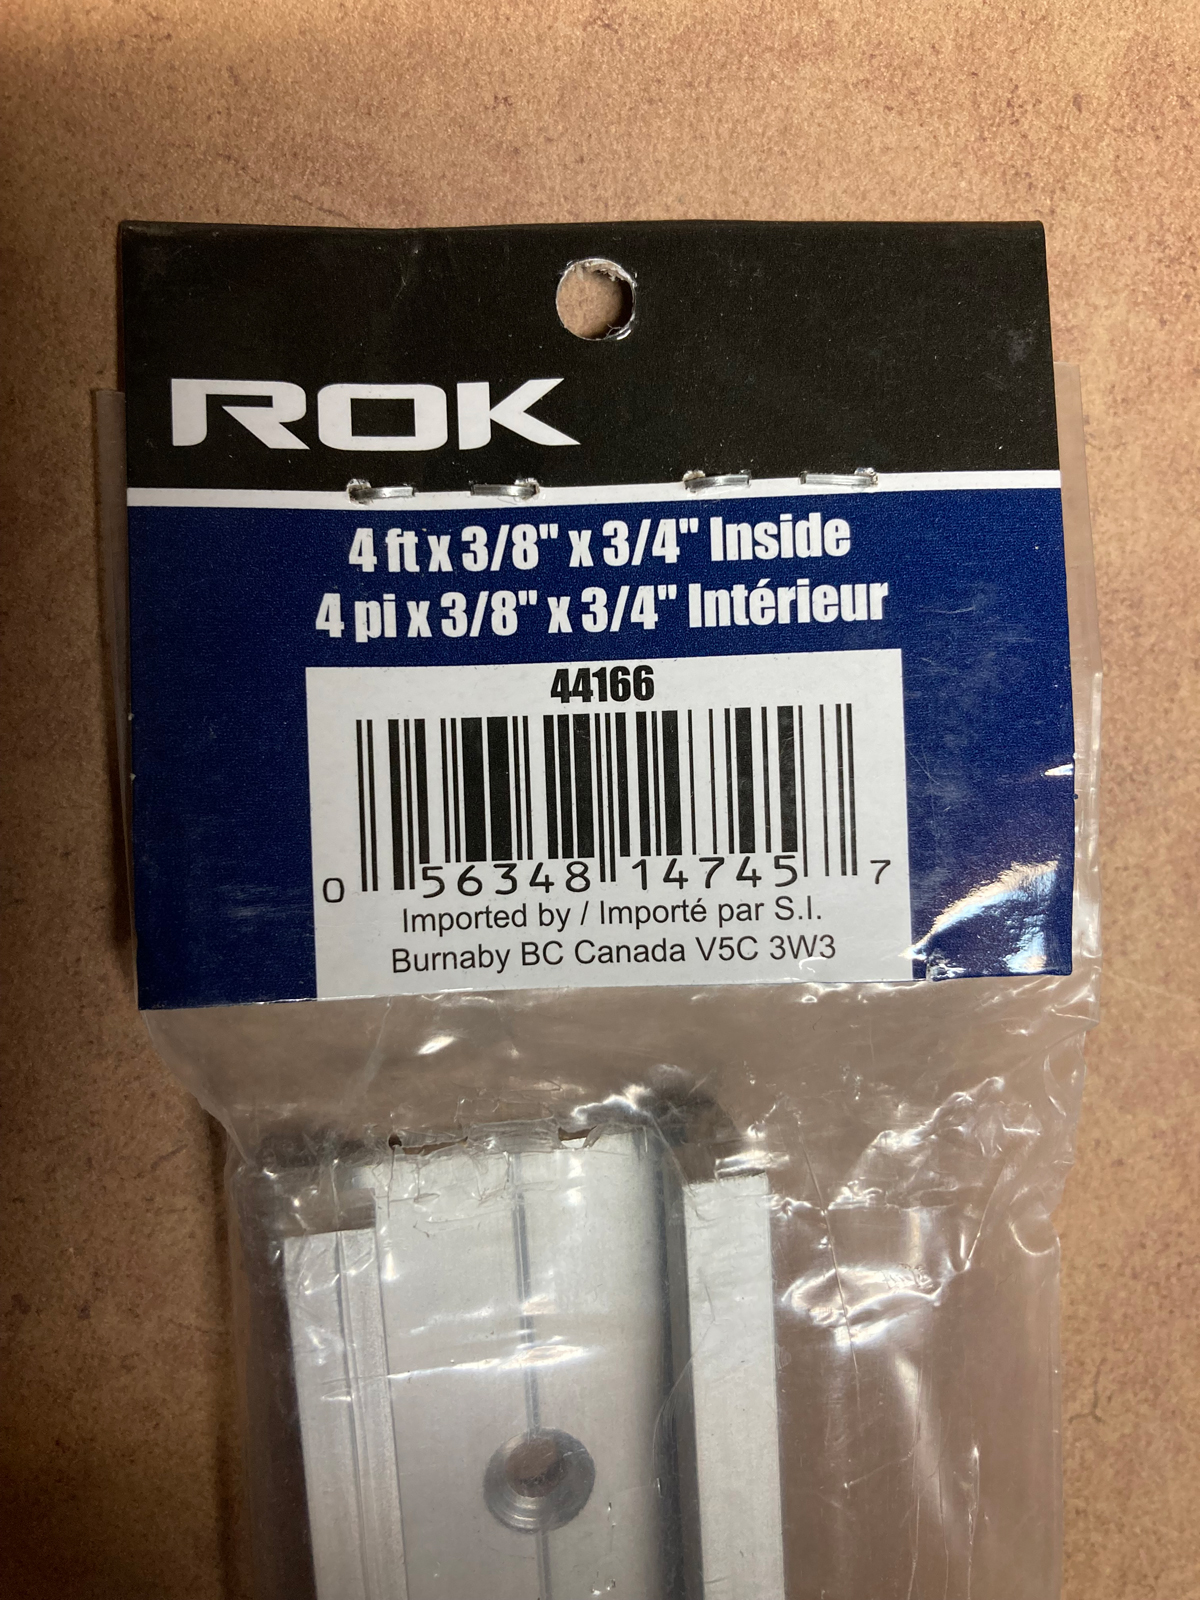 ROK
4 ft x 3/8" x 3/4" Inside
4 pi x 3/8" x 3/4" Intérieur
44166
0 56348 14745 7
Imported by / Importé par S.I.
Burnaby BC Canada V5C 3W3